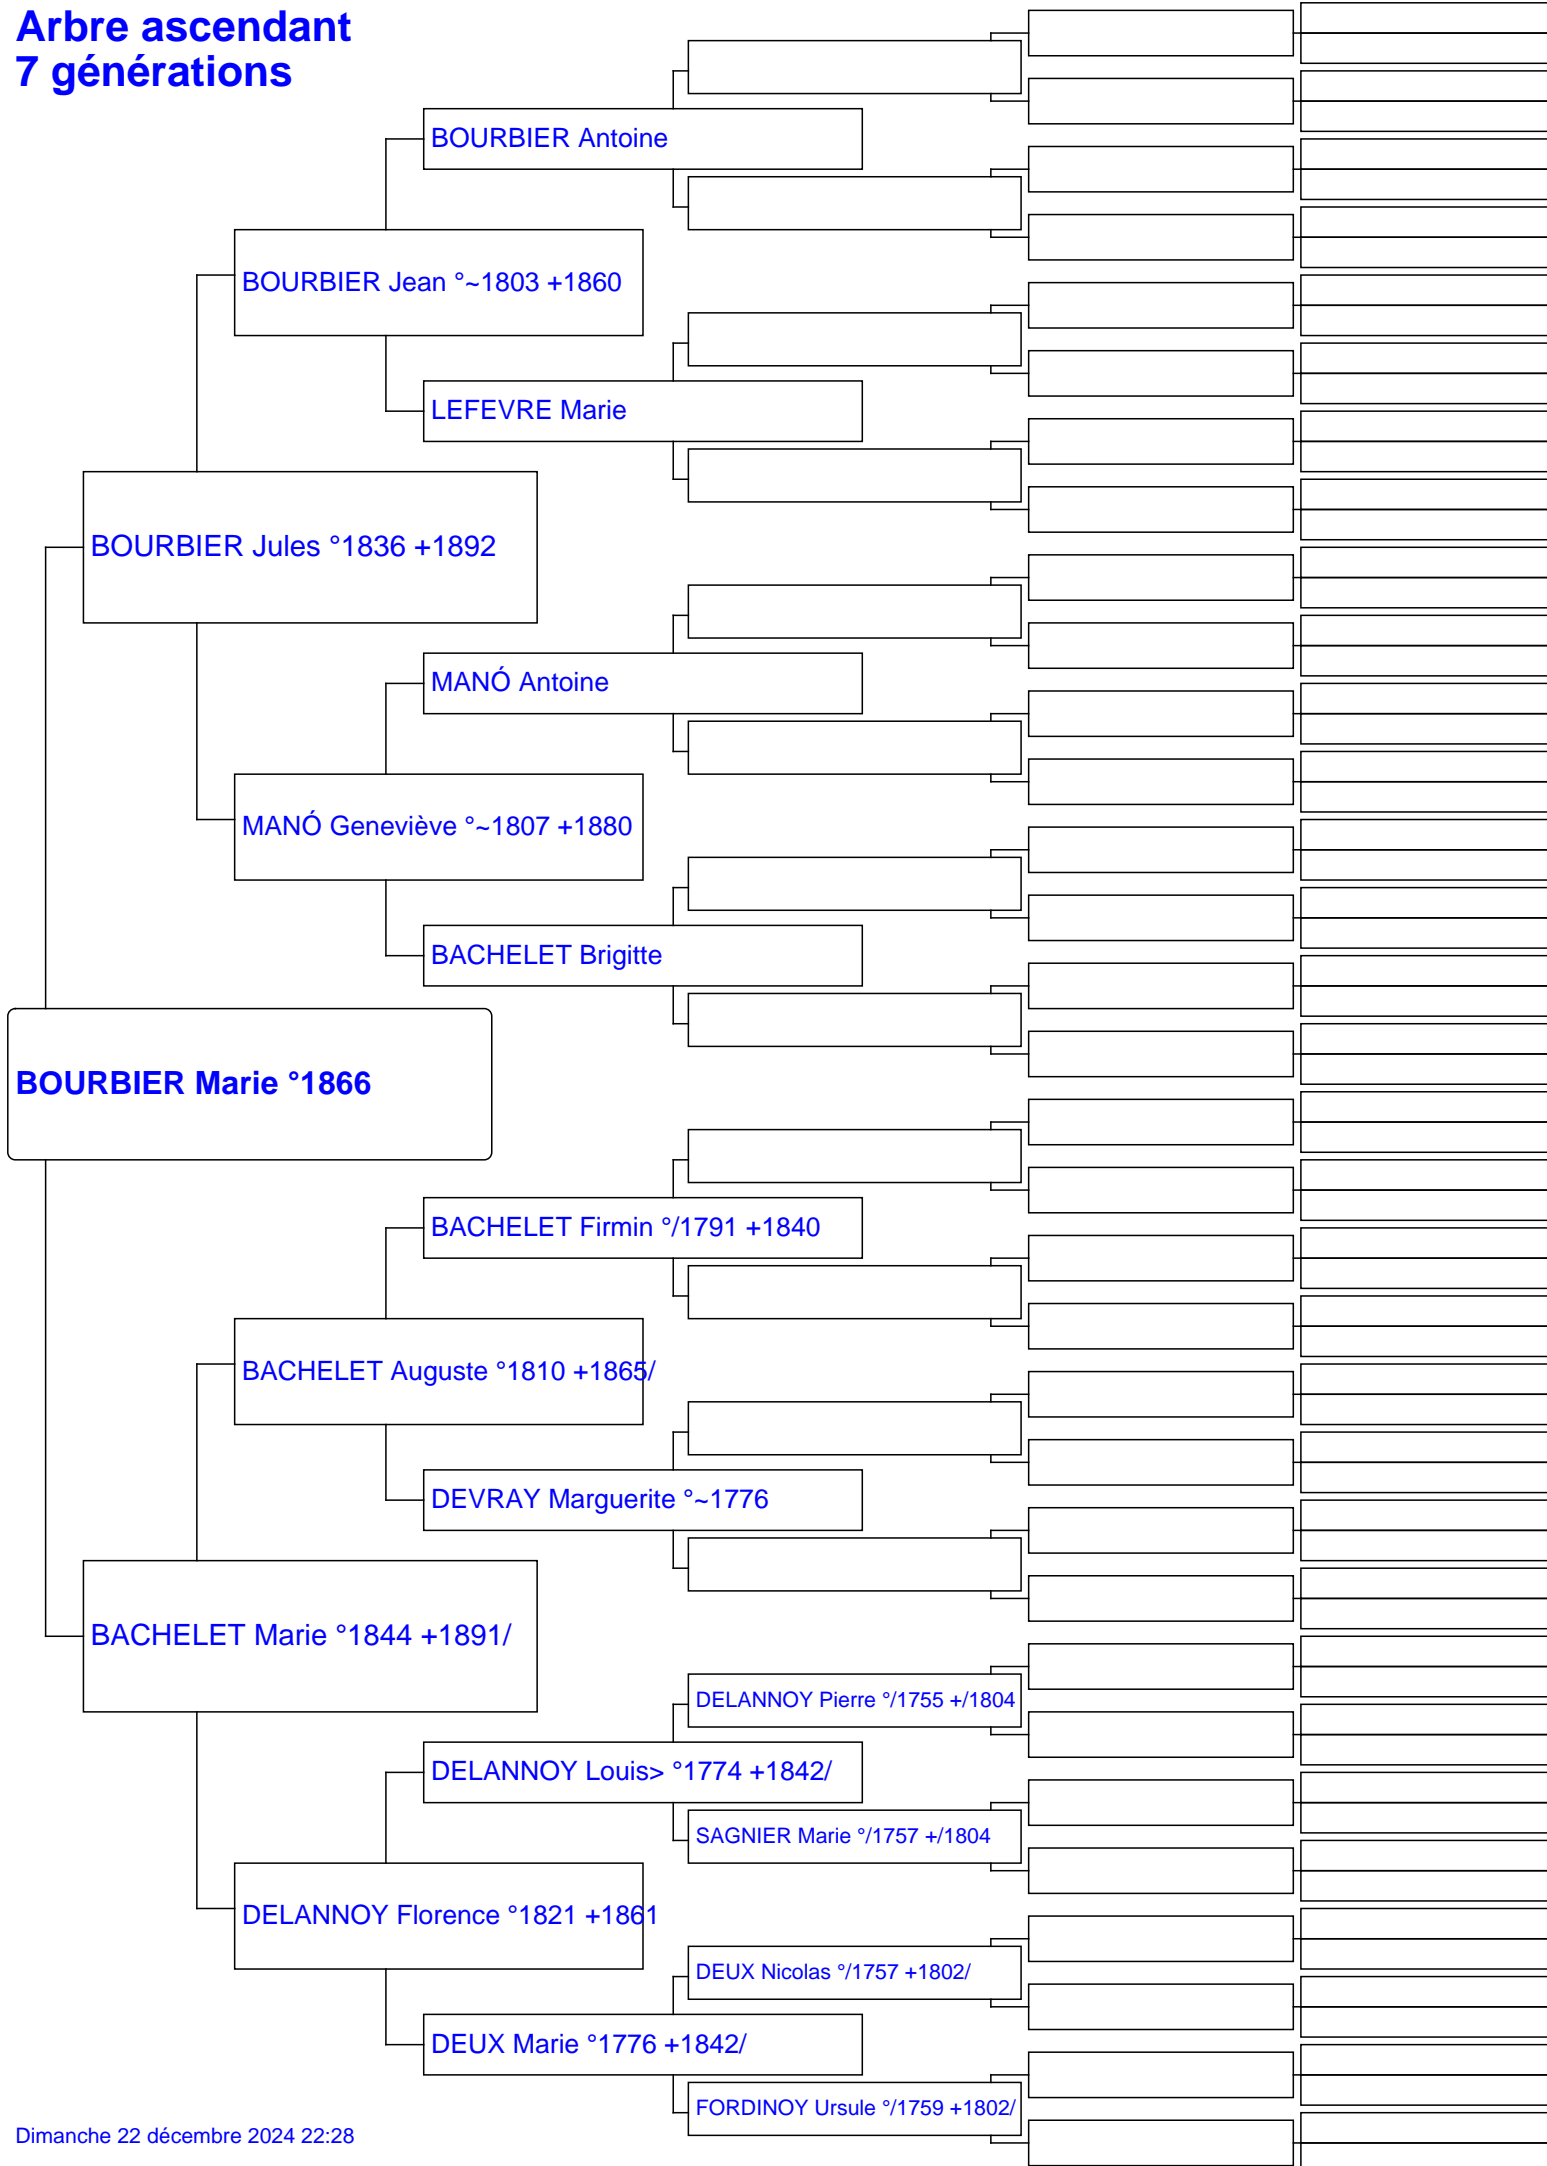 Arbre ascendant
7 générations
BOURBIER Antoine
BOURBIER Jean °~1803 +1860
LEFEVRE Marie
BOURBIER Jules °1836 +1892
MANÓ Antoine
MANÓ Geneviève °~1807 +1880
BACHELET Brigitte
BOURBIER Marie °1866
BACHELET Firmin °/1791 +1840
BACHELET Auguste °1810 +1865/
DEVRAY Marguerite °~1776
BACHELET Marie °1844 +1891/
DELANNOY Pierre °/1755 +/1804
DELANNOY Louis> °1774 +1842/
SAGNIER Marie °/1757 +/1804
DELANNOY Florence °1821 +1861
DEUX Nicolas °/1757 +1802/
DEUX Marie °1776 +1842/
FORDINOY Ursule °/1759 +1802/
Dimanche 22 décembre 2024 22:28